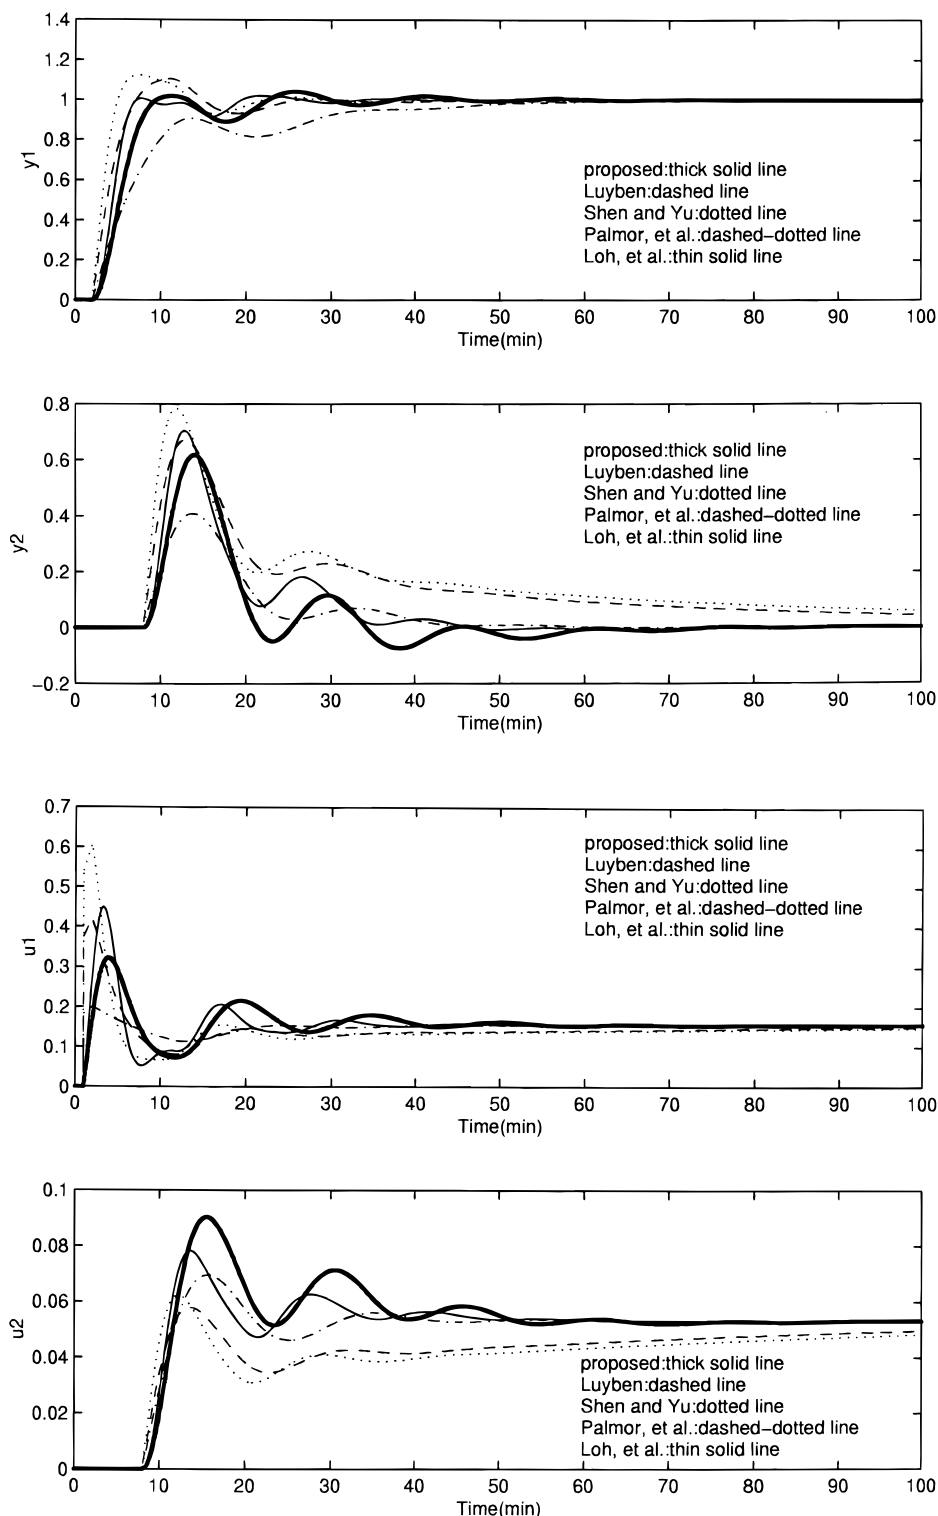 1.4
1.2
1
0.8
0.6
0.4
0.2
0
y1
proposed:thick solid line
Luyben:dashed line
Shen and Yu:dotted line
Palmor, et al.:dashed−dotted line
Loh, et al.:thin solid line
0 10 20 30 40 50 60 70 80 90 100
Time(min)
0.8
0.6
0.4
0.2
0
−0.2
y2
proposed:thick solid line
Luyben:dashed line
Shen and Yu:dotted line
Palmor, et al.:dashed−dotted line
Loh, et al.:thin solid line
0 10 20 30 40 50 60 70 80 90 100
Time(min)
0.7
0.6
0.5
0.4
0.3
0.2
0.1
0
u1
proposed:thick solid line
Luyben:dashed line
Shen and Yu:dotted line
Palmor, et al.:dashed−dotted line
Loh, et al.:thin solid line
0 10 20 30 40 50 60 70 80 90 100
Time(min)
0.1
0.08
0.06
0.04
0.02
0
u2
proposed:thick solid line
Luyben:dashed line
Shen and Yu:dotted line
Palmor, et al.:dashed−dotted line
Loh, et al.:thin solid line
0 10 20 30 40 50 60 70 80 90 100
Time(min)